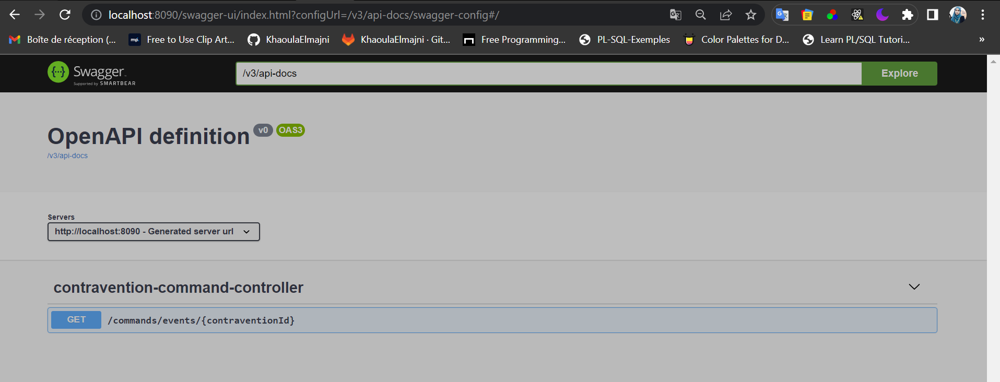 localhost:8090/swagger-ui/index.html?configUrl=/v3/api-docs/swagger-config#/
Boîte de réception (... Free to Use Clip Art... KhaoulaElmajni KhaoulaElmajni · Git... Free Programming... PL-SQL-Exemples Color Palettes for D... Learn PL/SQL Tutori... »
Swagger
Supported by SMARTBEAR
/v3/api-docs Explore
OpenAPI definition v0 OAS3
/v3/api-docs
Servers
http://localhost:8090 - Generated server url
contravention-command-controller
GET /commands/events/{contraventionId}